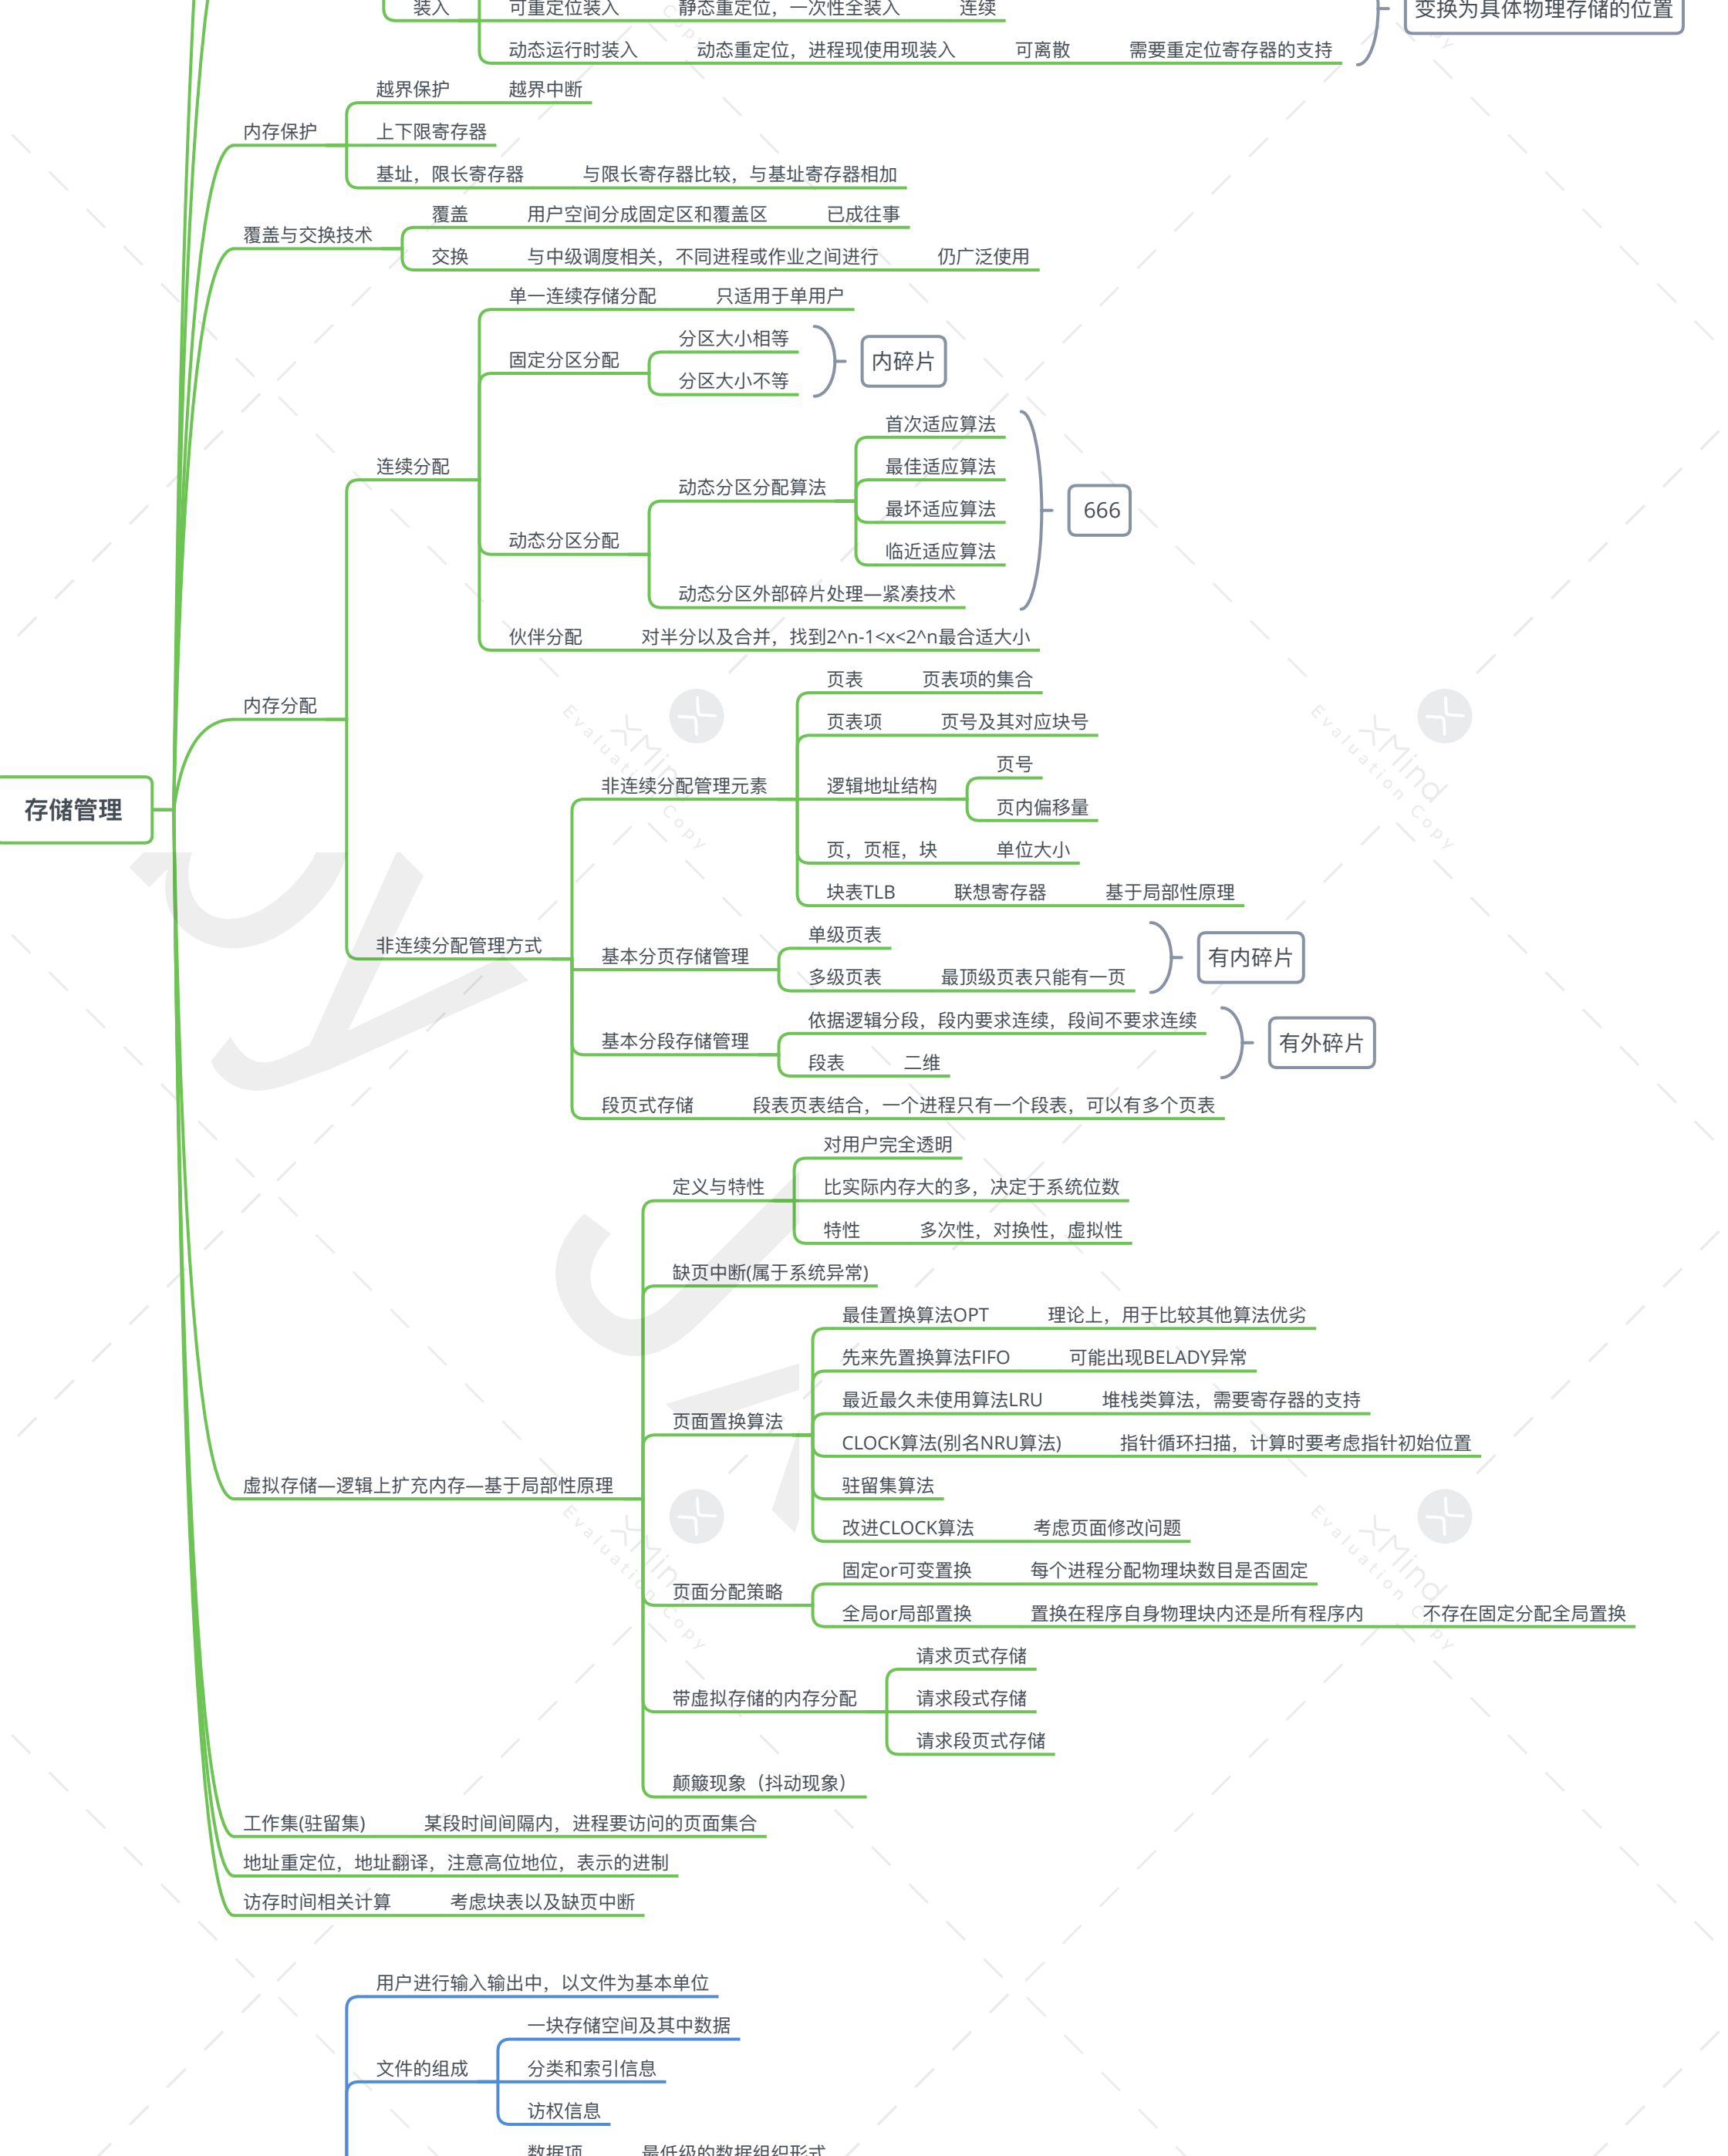 装入 可重定位装入 静态重定位，一次性全装入 连续
变换为具体物理存储的位置
动态运行时装入 动态重定位，进程现使用现装入 可离散 需要重定位寄存器的支持
越界保护 越界中断
内存保护
上下限寄存器
基址，限长寄存器 与限长寄存器比较，与基址寄存器相加
覆盖 用户空间分成固定区和覆盖区 已成往事
覆盖与交换技术
交换 与中级调度相关，不同进程或作业之间进行 仍广泛使用
单一连续存储分配 只适用于单用户
分区大小相等
固定分区分配
内碎片
分区大小不等
首次适应算法
连续分配
最佳适应算法
动态分区分配算法
最坏适应算法
666
动态分区分配
临近适应算法
动态分区外部碎片处理—紧凑技术
伙伴分配 对半分以及合并，找到2^n-1<x<2^n最合适大小
页表 页表项的集合
内存分配
页表项 页号及其对应块号
页号
非连续分配管理元素
逻辑地址结构
存储管理
页内偏移量
页，页框，块 单位大小
块表TLB 联想寄存器 基于局部性原理
单级页表
非连续分配管理方式
基本分页存储管理
有内碎片
多级页表 最顶级页表只能有一页
依据逻辑分段，段内要求连续，段间不要求连续
基本分段存储管理
有外碎片
段表 二维
段页式存储 段表页表结合，一个进程只有一个段表，可以有多个页表
对用户完全透明
定义与特性
比实际内存大的多，决定于系统位数
特性 多次性，对换性，虚拟性
缺页中断(属于系统异常)
最佳置换算法OPT 理论上，用于比较其他算法优劣
先来先置换算法FIFO 可能出现BELADY异常
最近最久未使用算法LRU 堆栈类算法，需要寄存器的支持
页面置换算法
CLOCK算法(别名NRU算法) 指针循环扫描，计算时要考虑指针初始位置
虚拟存储—逻辑上扩充内存—基于局部性原理
驻留集算法
改进CLOCK算法 考虑页面修改问题
固定or可变置换 每个进程分配物理块数目是否固定
页面分配策略
全局or局部置换 置换在程序自身物理块内还是所有程序内 不存在固定分配全局置换
请求页式存储
带虚拟存储的内存分配
请求段式存储
请求段页式存储
颠簸现象（抖动现象）
工作集(驻留集) 某段时间间隔内，进程要访问的页面集合
地址重定位，地址翻译，注意高位地位，表示的进制
访存时间相关计算 考虑块表以及缺页中断
用户进行输入输出中，以文件为基本单位
一块存储空间及其中数据
文件的组成
分类和索引信息
访权信息
数据项 最低级的数据组织形式
XMind
Evaluation Copy
XMind
Evaluation Copy
XMind
Evaluation Copy
XMind
Evaluation Copy